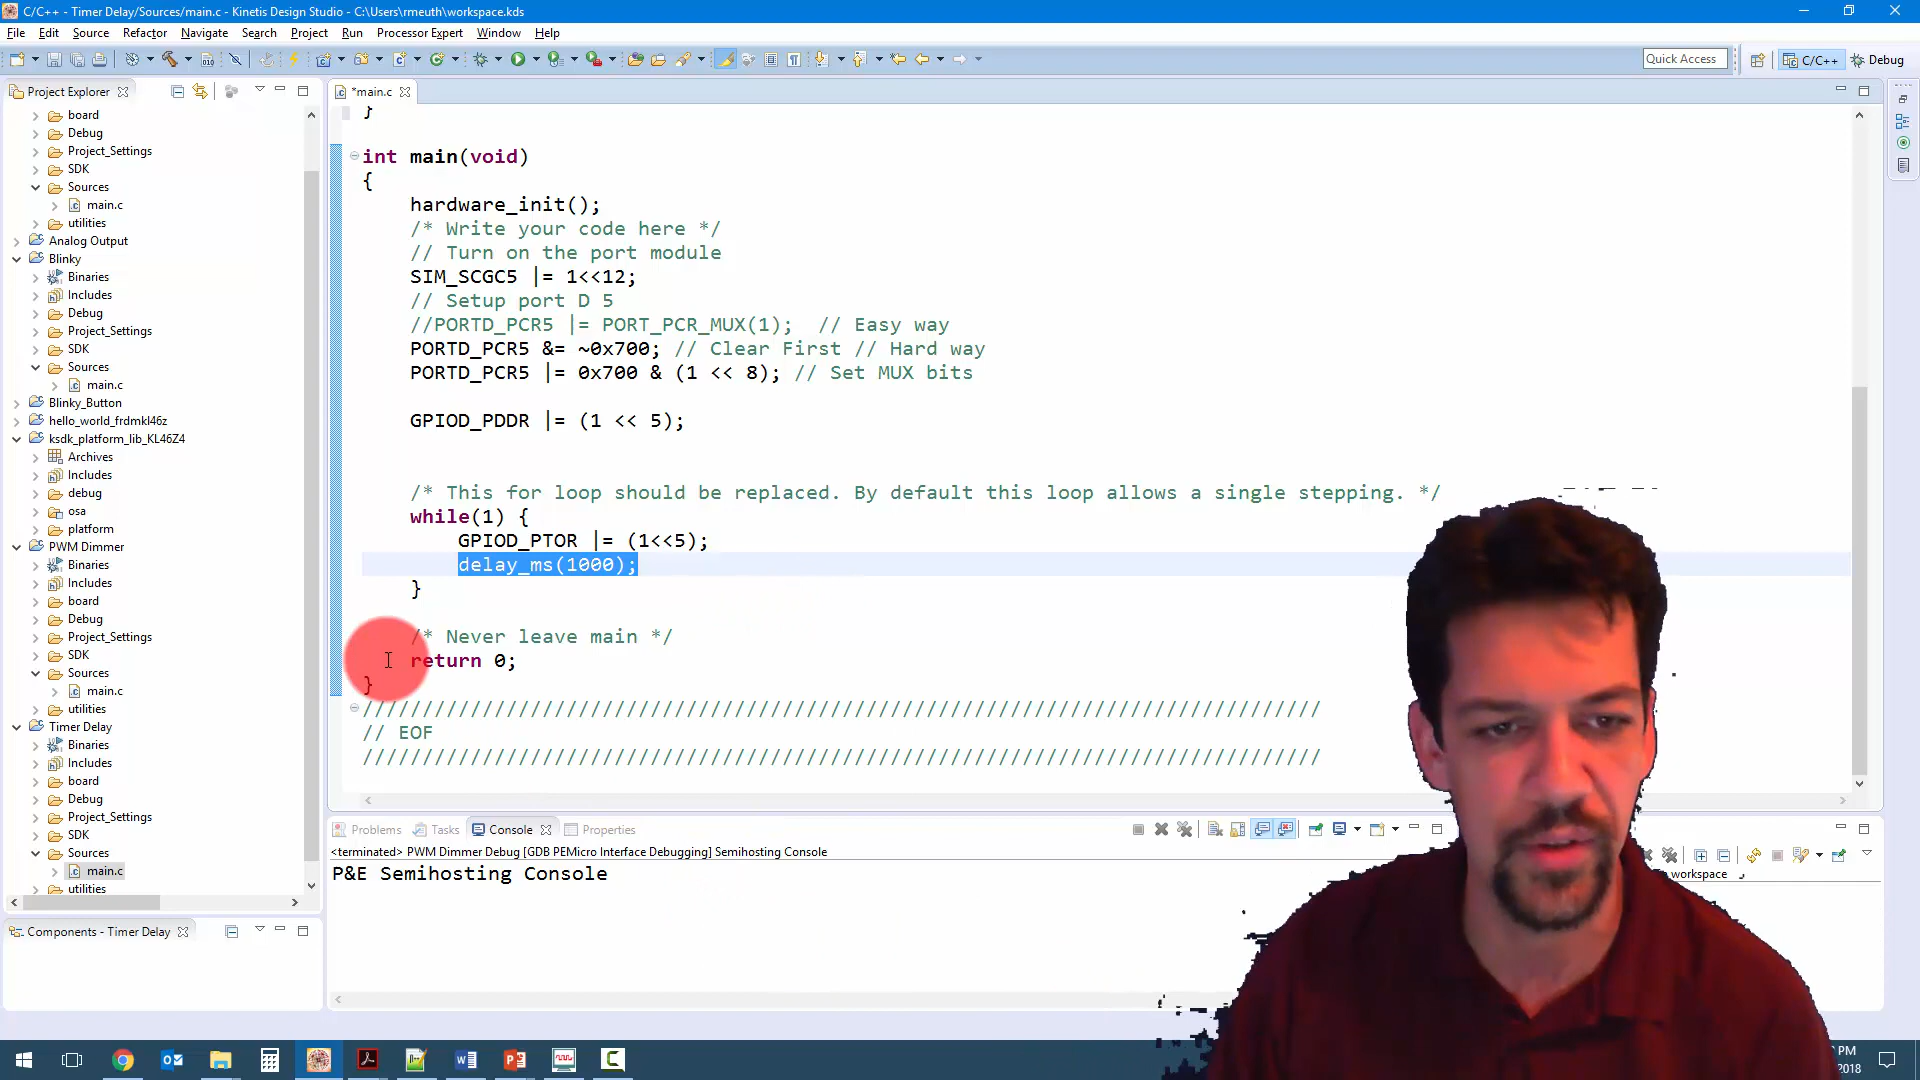 C/C++ - Timer Delay/Sources/main.c - Kinetis Design Studio - C:\Users\rmeuth\workspace.kds
File Edit Source Refactor Navigate Search Project Run Processor Expert Window Help
Quick Access
C/C++
Debug
Project Explorer
board
Debug
Project_Settings
SDK
Sources
main.c
utilities
Analog Output
Blinky
Binaries
Includes
Debug
Project_Settings
SDK
Sources
main.c
Blinky_Button
hello_world_frdmkl46z
ksdk_platform_lib_KL46Z4
Archives
Includes
debug
osa
platform
PWM Dimmer
Binaries
Includes
board
Debug
Project_Settings
SDK
Sources
main.c
utilities
Timer Delay
Binaries
Includes
board
Debug
Project_Settings
SDK
Sources
main.c
utilities
Components - Timer Delay
*main.c
}
int main(void)
{
hardware_init();
/* Write your code here */
// Turn on the port module
SIM_SCGC5 |= 1<<12;
// Setup port D 5
//PORTD_PCR5 |= PORT_PCR_MUX(1);  // Easy way
PORTD_PCR5 &= ~0x700; // Clear First // Hard way
PORTD_PCR5 |= 0x700 & (1 << 8); // Set MUX bits
GPIOD_PDDR |= (1 << 5);
/* This for loop should be replaced. By default this loop allows a single stepping. */
while(1) {
GPIOD_PTOR |= (1<<5);
delay_ms(1000);
}
/* Never leave main */
return 0;
}
////////////////////////////////////////////////////////////////////////////////
// EOF
////////////////////////////////////////////////////////////////////////////////
Problems Tasks Console Properties
<terminated> PWM Dimmer Debug [GDB PEMicro Interface Debugging] Semihosting Console
P&E Semihosting Console
workspace
PM
2018